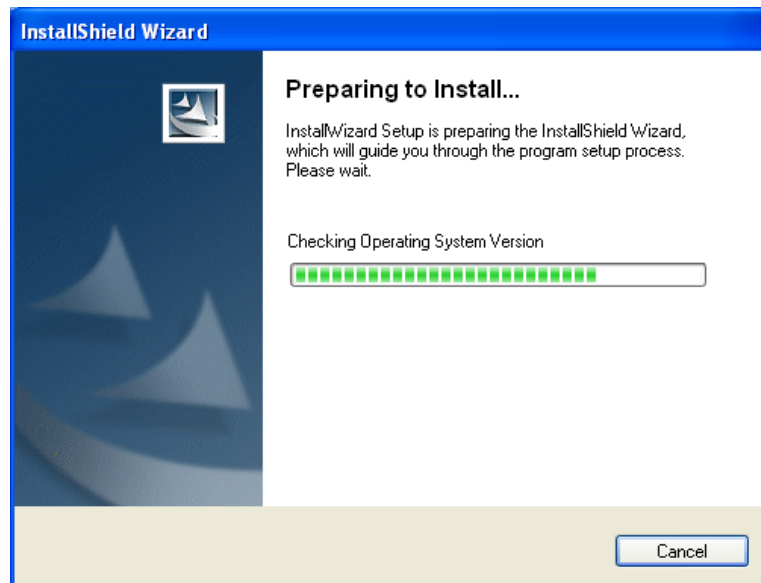 InstallShield Wizard
Preparing to Install...
InstallWizard Setup is preparing the InstallShield Wizard,
which will guide you through the program setup process.
Please wait.
Checking Operating System Version
Cancel